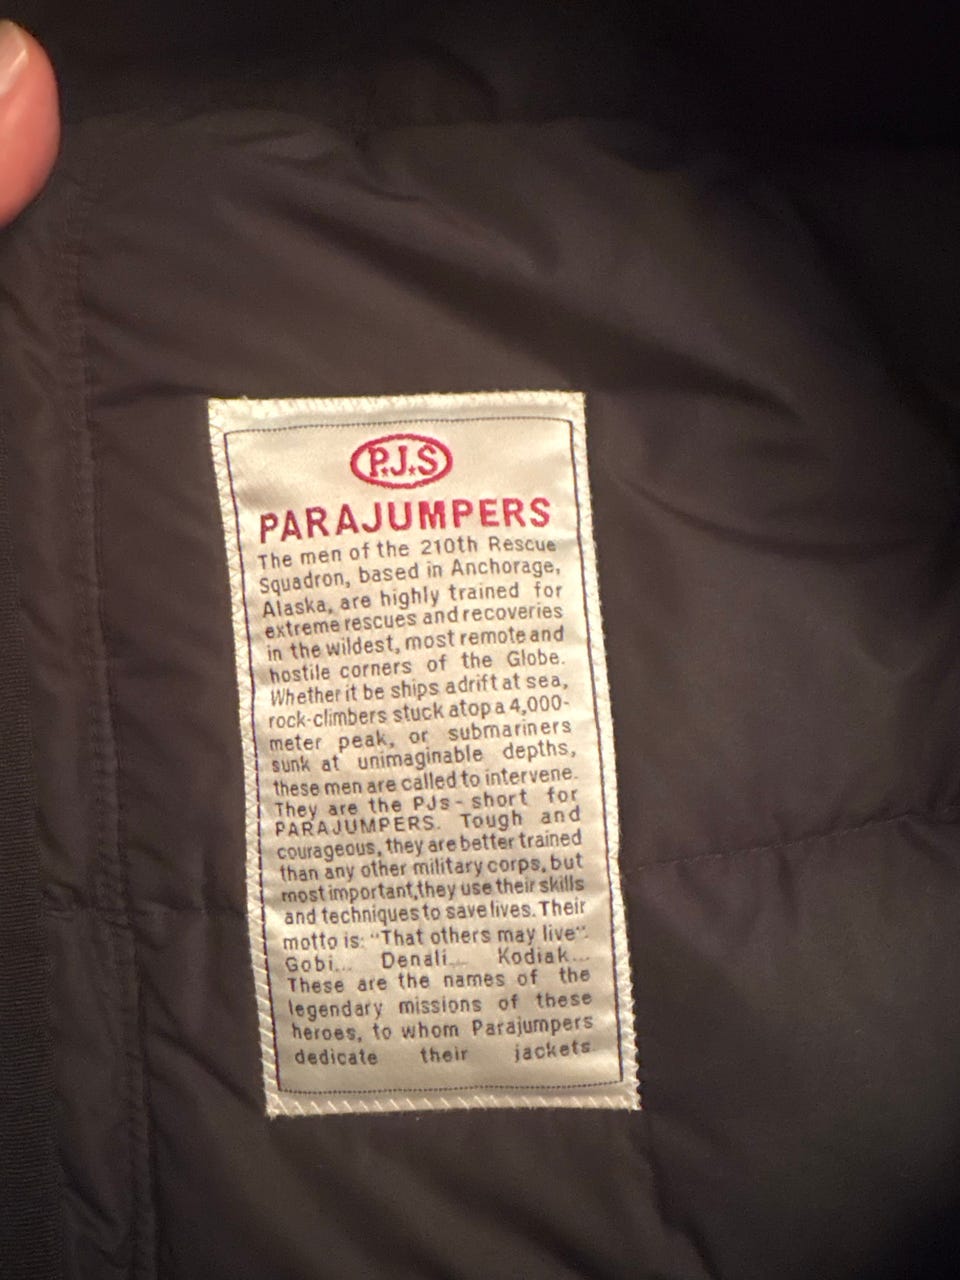 P.J.S
PARAJUMPERS
The men of the 210th Rescue
Squadron, based in Anchorage,
Alaska, are highly trained for
extreme rescues and recoveries
in the wildest, most remote and
hostile corners of the Globe.
Whether it be ships adrift at sea,
rock-climbers stuck atop a 4,000-
meter peak, or submariners
sunk at unimaginable depths,
these men are called to intervene.
They are the PJs - short for
PARAJUMPERS. Tough and
courageous, they are better trained
than any other military corps, but
most important, they use their skills
and techniques to save lives. Their
motto is: "That others may live".
Gobi... Denali... Kodiak...
These are the names of the
legendary missions of these
heroes, to whom Parajumpers
dedicate their jackets